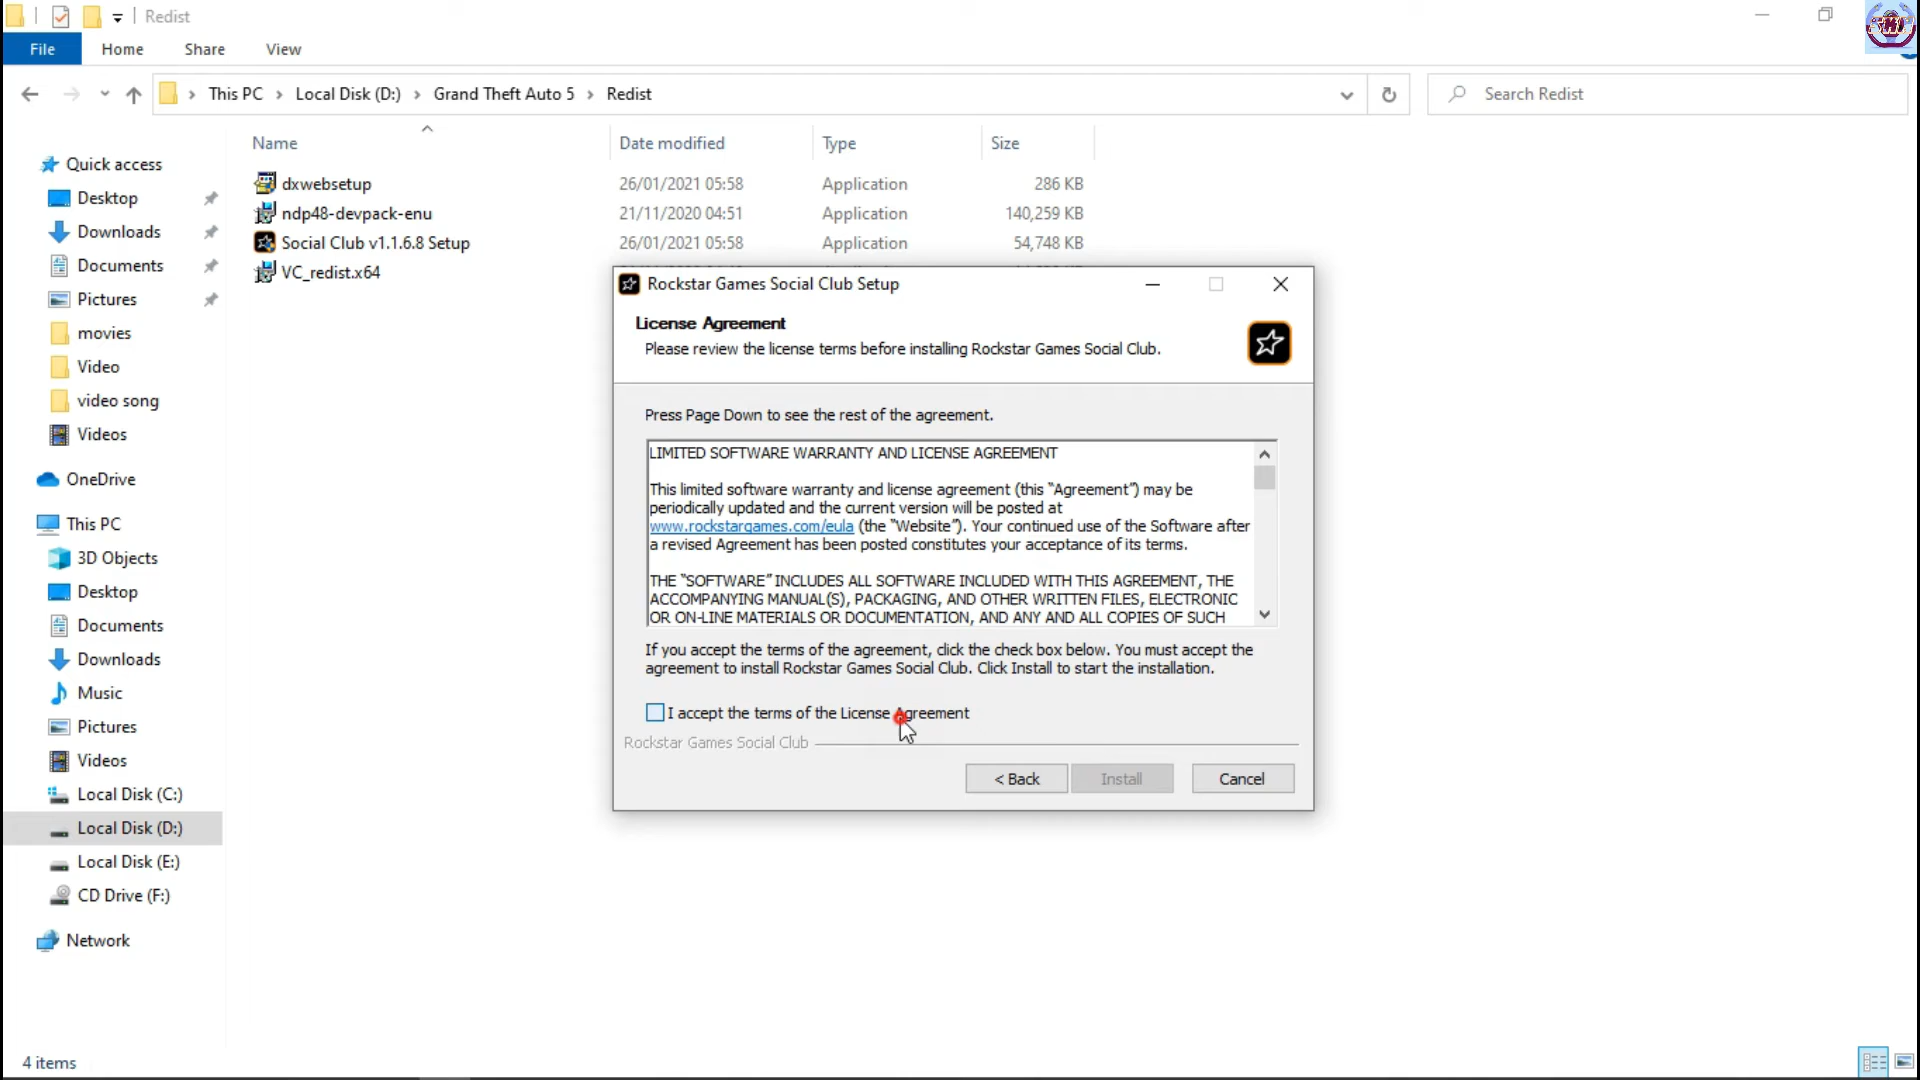 Redist
File Home Share View
This PC > Local Disk (D:) > Grand Theft Auto 5 > Redist
Search Redist
Name Date modified Type Size
dxwebsetup 26/01/2021 05:58 Application 286 KB
ndp48-devpack-enu 21/11/2020 04:51 Application 140,259 KB
Social Club v1.1.6.8 Setup 26/01/2021 05:58 Application 54,748 KB
VC_redist.x64
Quick access
Desktop
Downloads
Documents
Pictures
movies
Video
video song
Videos
OneDrive
This PC
3D Objects
Desktop
Documents
Downloads
Music
Pictures
Videos
Local Disk (C:)
Local Disk (D:)
Local Disk (E:)
CD Drive (F:)
Network
4 items
Rockstar Games Social Club Setup
License Agreement
Please review the license terms before installing Rockstar Games Social Club.
Press Page Down to see the rest of the agreement.
LIMITED SOFTWARE WARRANTY AND LICENSE AGREEMENT
This limited software warranty and license agreement (this “Agreement”) may be
periodically updated and the current version will be posted at
www.rockstargames.com/eula (the “Website”). Your continued use of the Software after
a revised Agreement has been posted constitutes your acceptance of its terms.
THE “SOFTWARE” INCLUDES ALL SOFTWARE INCLUDED WITH THIS AGREEMENT, THE
ACCOMPANYING MANUAL(S), PACKAGING, AND OTHER WRITTEN FILES, ELECTRONIC
OR ON-LINE MATERIALS OR DOCUMENTATION, AND ANY AND ALL COPIES OF SUCH
If you accept the terms of the agreement, click the check box below. You must accept the
agreement to install Rockstar Games Social Club. Click Install to start the installation.
I accept the terms of the License Agreement
Rockstar Games Social Club
< Back Install Cancel